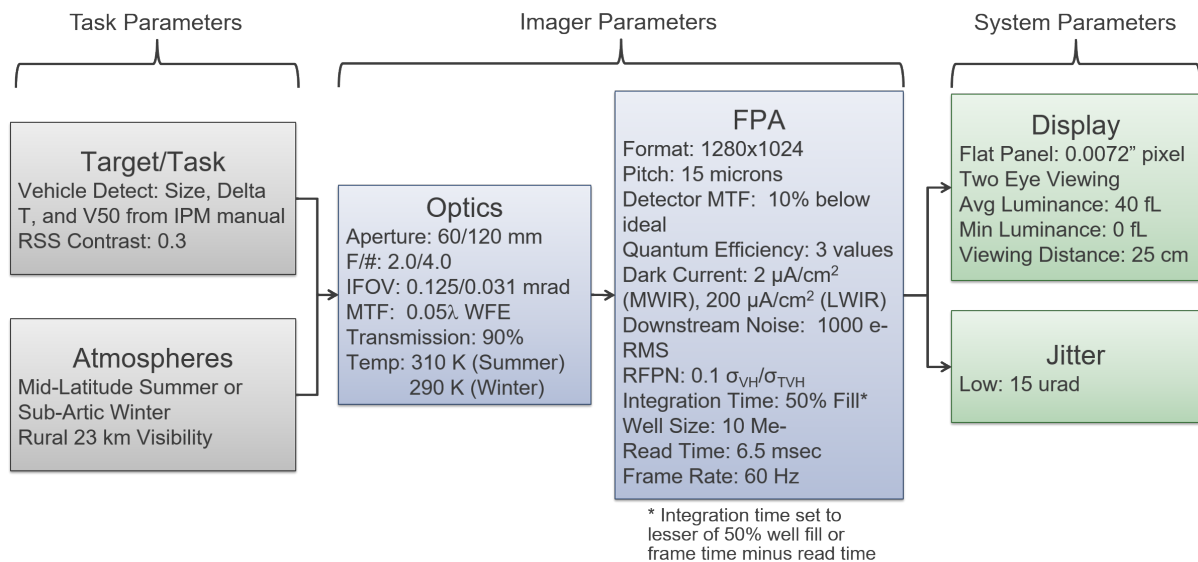 Task Parameters
Imager Parameters
System Parameters
Target/Task
Vehicle Detect: Size, Delta
T, and V50 from IPM manual
RSS Contrast: 0.3
Atmospheres
Mid-Latitude Summer or
Sub-Artic Winter
Rural 23 km Visibility
Optics
Aperture: 60/120 mm
F/#: 2.0/4.0
IFOV: 0.125/0.031 mrad
MTF:  0.05λ WFE
Transmission: 90%
Temp: 310 K (Summer)
290 K (Winter)
FPA
Format: 1280x1024
Pitch: 15 microns
Detector MTF:  10% below
ideal
Quantum Efficiency: 3 values
Dark Current: 2 µA/cm²
(MWIR), 200 µA/cm² (LWIR)
Downstream Noise:  1000 e-
RMS
RFPN: 0.1 σVH/σTVH
Integration Time: 50% Fill*
Well Size: 10 Me-
Read Time: 6.5 msec
Frame Rate: 60 Hz
* Integration time set to
lesser of 50% well fill or
frame time minus read time
Display
Flat Panel: 0.0072” pixel
Two Eye Viewing
Avg Luminance: 40 fL
Min Luminance: 0 fL
Viewing Distance: 25 cm
Jitter
Low: 15 urad